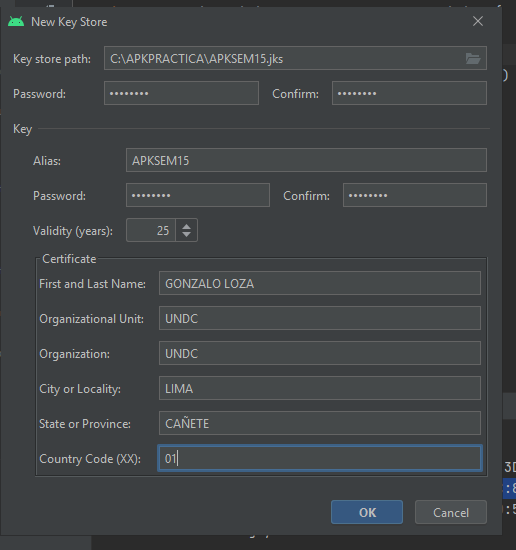 New Key Store
Key store path: C:\APKPRACTICA\APKSEM15.jks
Password: •••••••• Confirm: ••••••••
Key
Alias: APKSEM15
Password: •••••••• Confirm: ••••••••
Validity (years): 25
Certificate
First and Last Name: GONZALO LOZA
Organizational Unit: UNDC
Organization: UNDC
City or Locality: LIMA
State or Province: CAÑETE
Country Code (XX): 01
OK Cancel